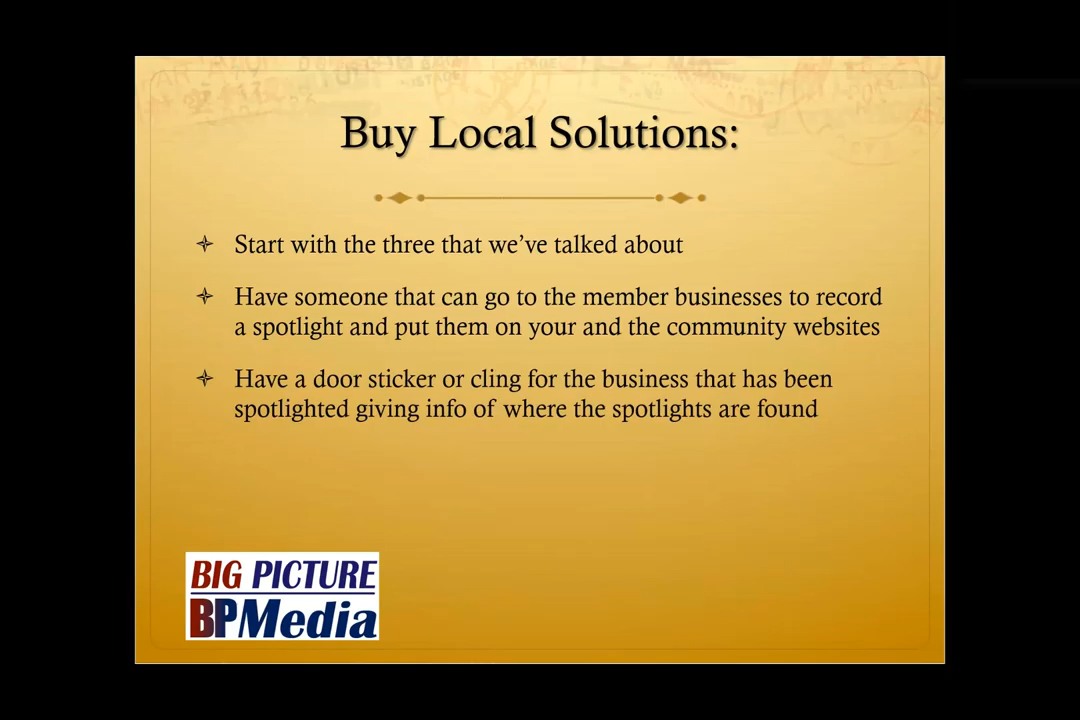 Buy Local Solutions:
Start with the three that we’ve talked about
Have someone that can go to the member businesses to record
a spotlight and put them on your and the community websites
Have a door sticker or cling for the business that has been
spotlighted giving info of where the spotlights are found
BIG PICTURE
BPMedia